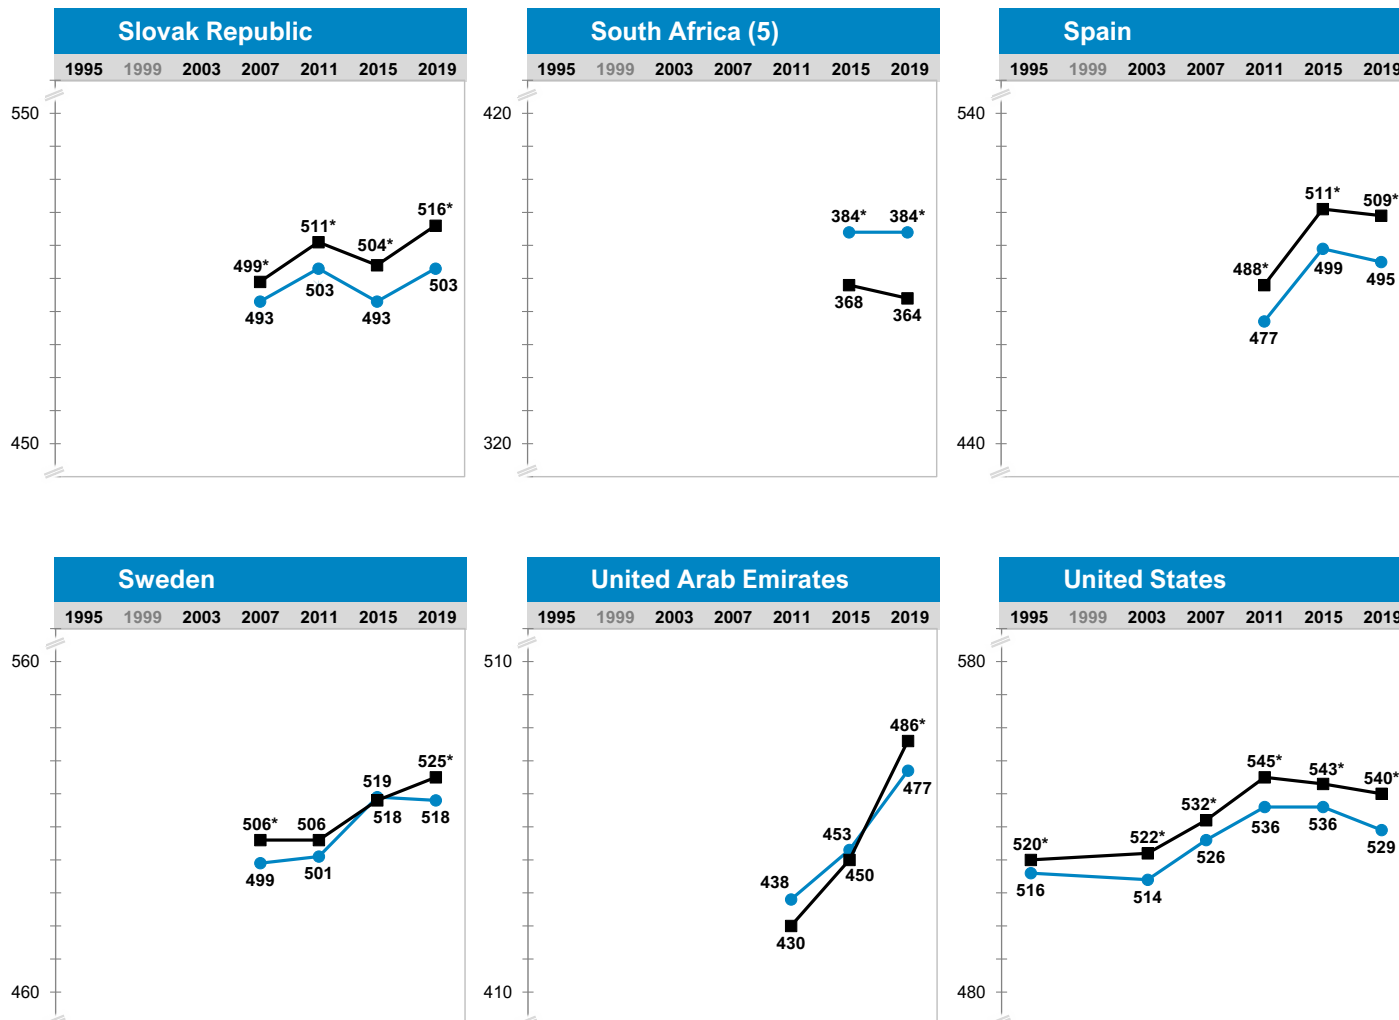 Slovak Republic South Africa (5) Spain
1995 1999 2003 2007 2011 2015 2019 1995 1999 2003 2007 2011 2015 2019 1995 1999 2003 2007 2011 2015 2019
550 420 540
499* 511* 504* 516*
493 503 493 503
384* 384*
368 364
488* 511* 509*
477 499 495
450 320 440
Sweden United Arab Emirates United States
1995 1999 2003 2007 2011 2015 2019 1995 1999 2003 2007 2011 2015 2019 1995 1999 2003 2007 2011 2015 2019
560 510 580
506* 506 519 525*
499 501 518 518
438 453 486*
430 450 477
520* 522* 532* 545* 543* 540*
516 514 526 536 536 529
460 410 480